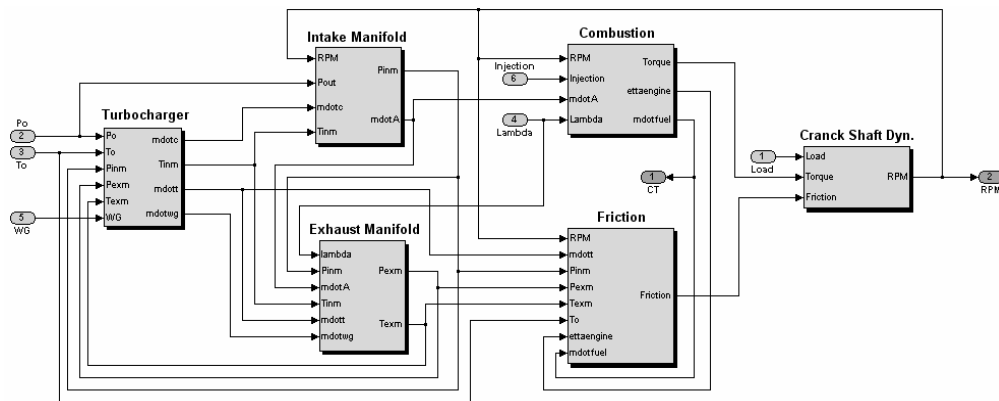 Intake Manifold
RPM
Pout
mdotc
Tinm
Pinm
mdotA
Combustion
RPM
Injection
mdotA
Lambda
Torque
ettaengine
mdotfuel
Injection
6
4
Lambda
Turbocharger
Po
2
3
To
5
WG
Po
To
Pinm
Pexm
Texm
WG
mdotc
Tinm
mdott
mdotwg
Cranck Shaft Dyn.
1
Load
Load
Torque
Friction
RPM
2
RPM
1
CT
Exhaust Manifold
lambda
Pinm
mdotA
Tinm
mdott
mdotwg
Pexm
Texm
Friction
RPM
mdott
Pinm
Pexm
Texm
To
ettaengine
mdotfuel
Friction